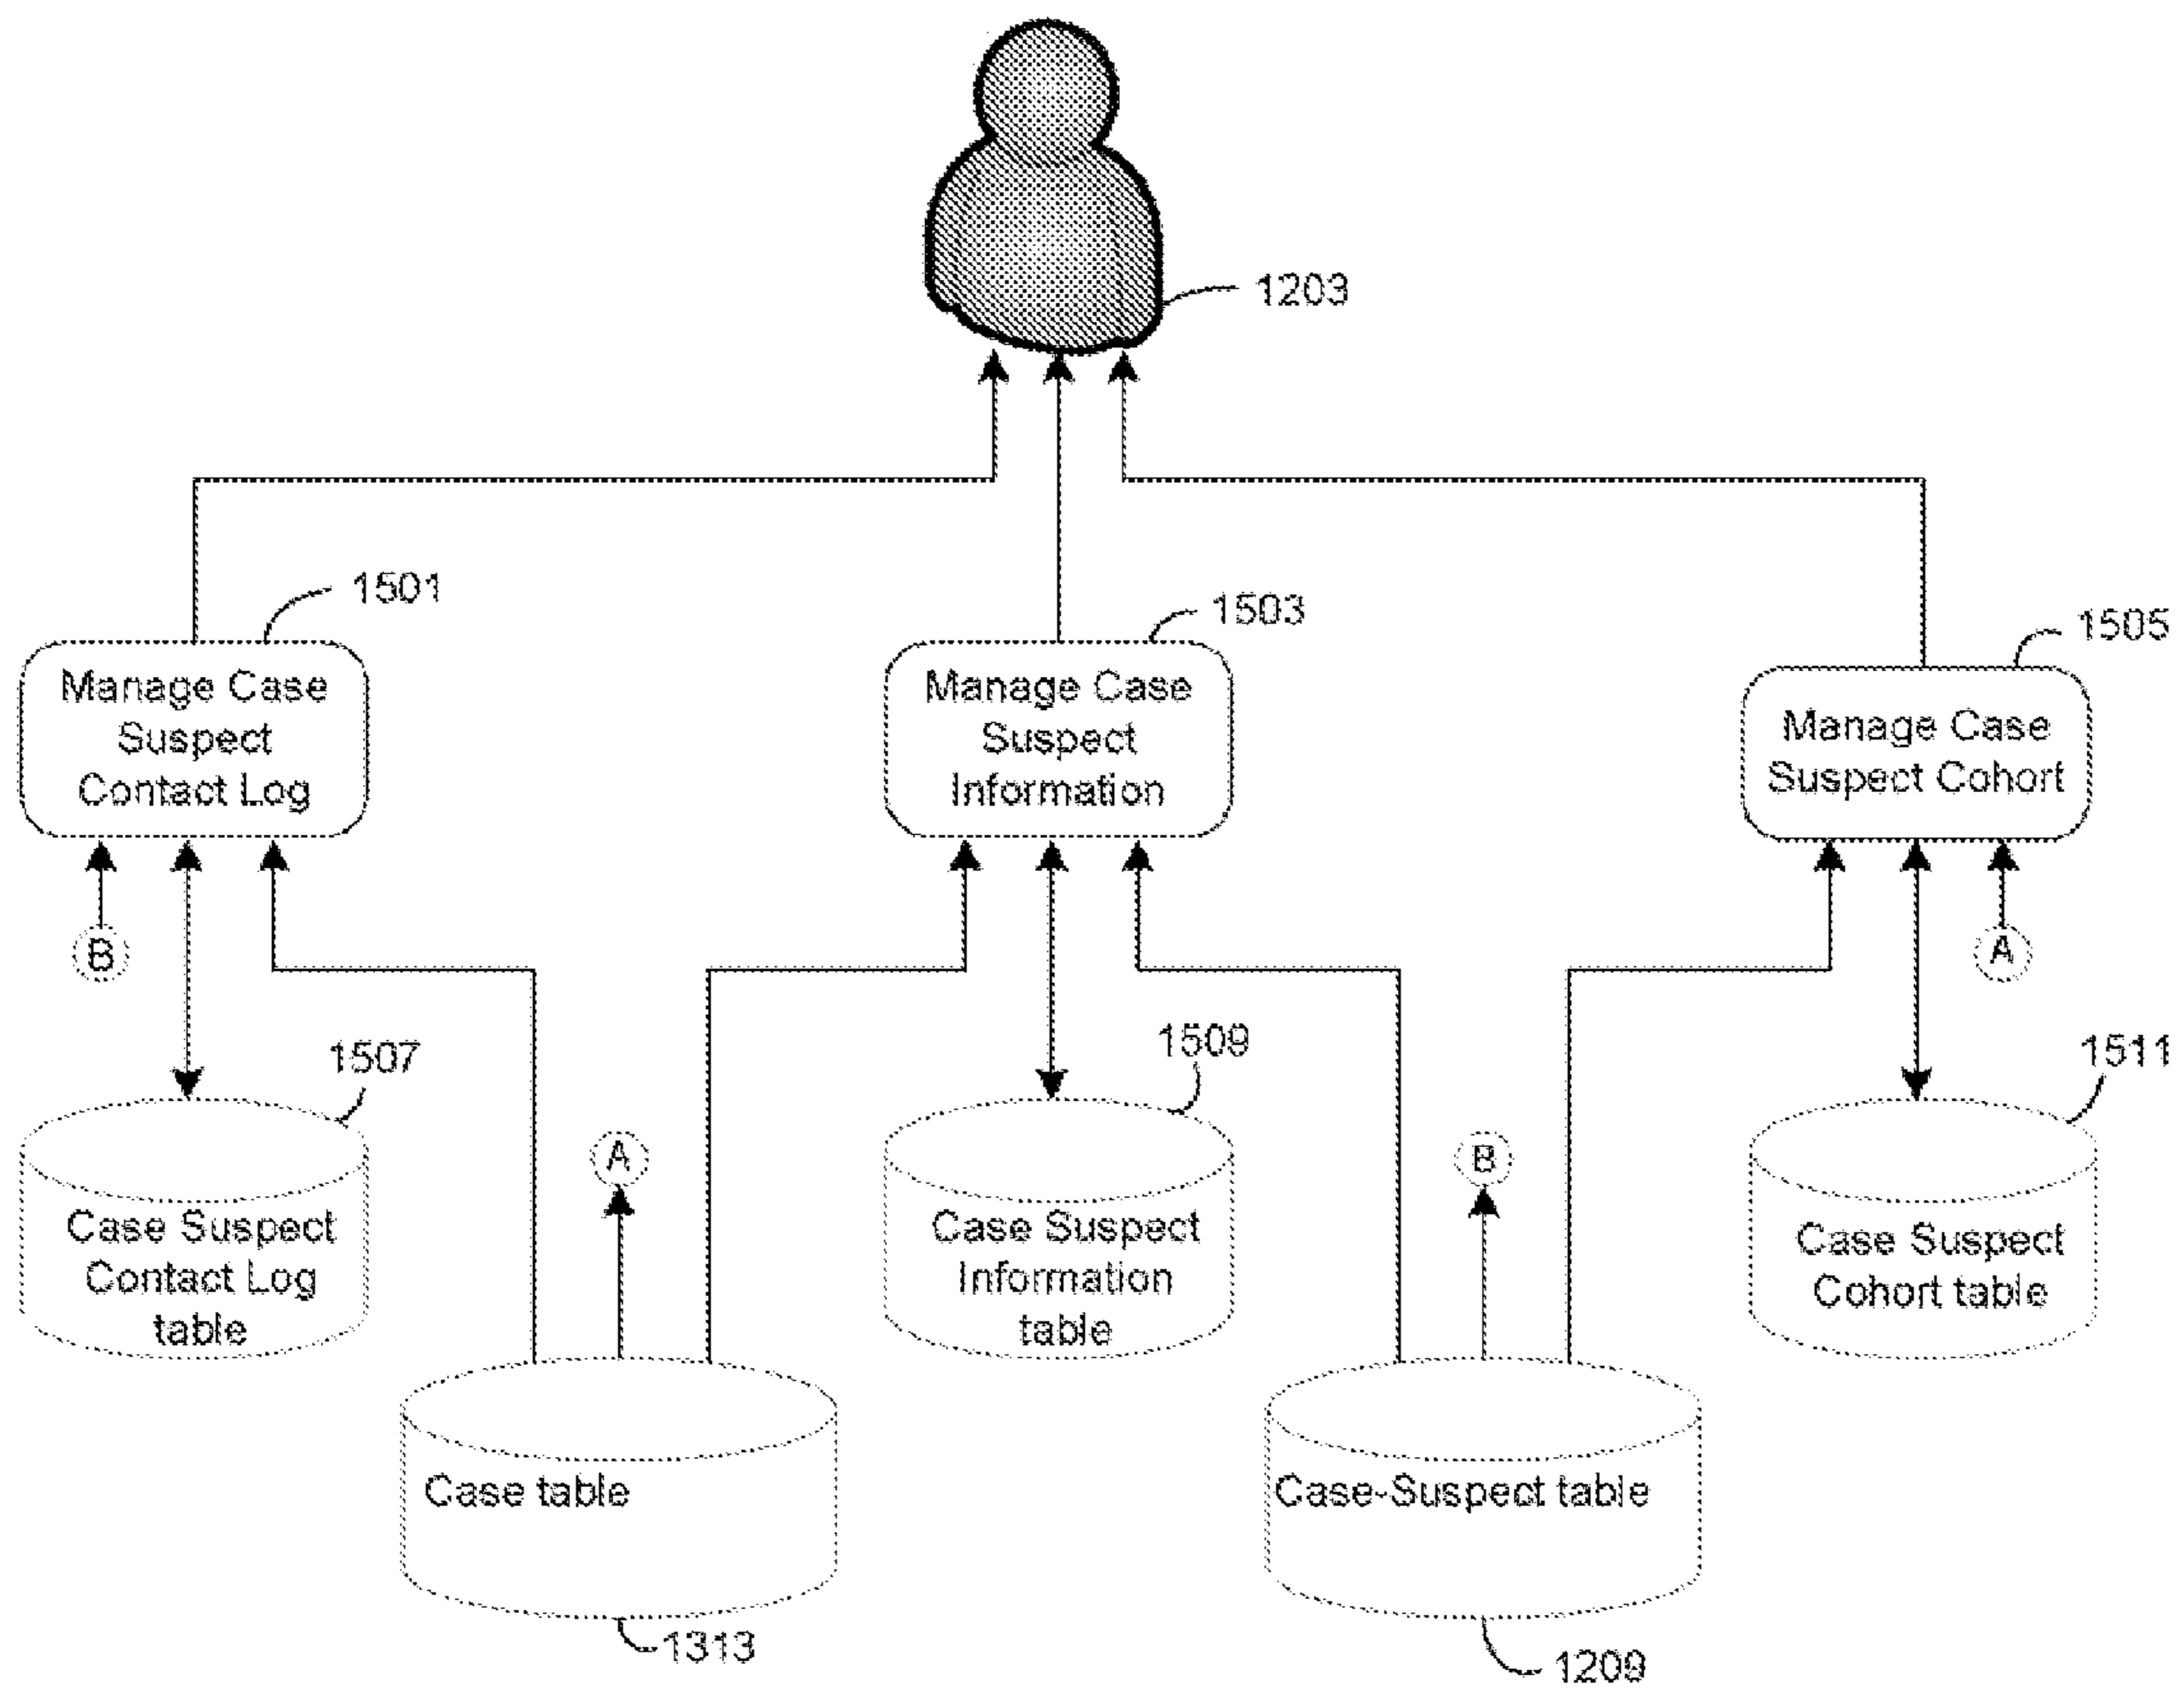 1203
1501
Manage Case
Suspect
Contact Log
1503
Manage Case
Suspect
Information
1505
Manage Case
Suspect Cohort
B
A
1507
Case Suspect
Contact Log
table
A
1509
Case Suspect
Information
table
B
1511
Case Suspect
Cohort table
Case table
1313
Case-Suspect table
1209